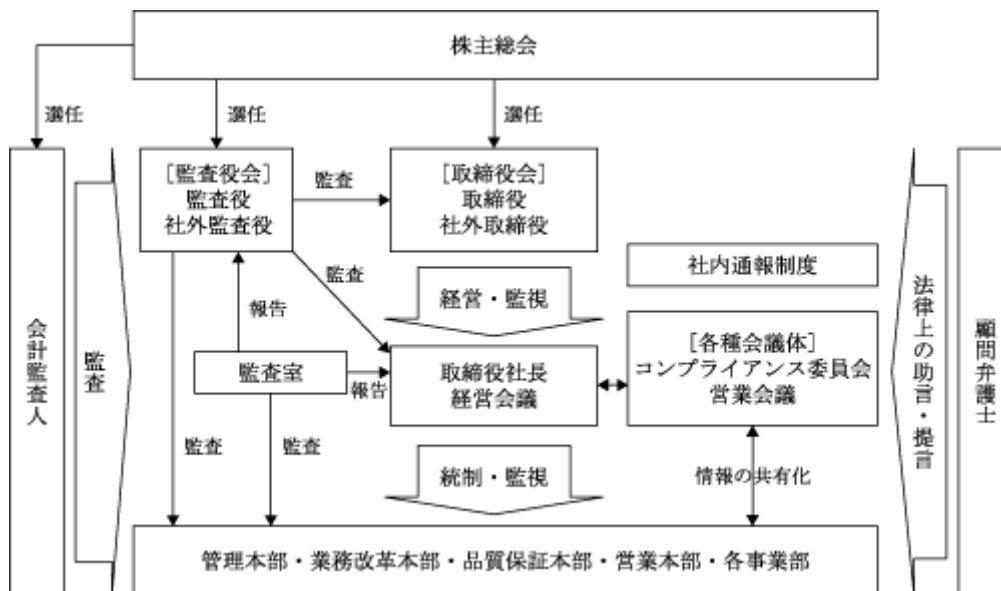 株主総会
選任
選任
選任
[監査役会]
監査役
社外監査役
監査
[取締役会]
取締役
社外取締役
社内通報制度
監査
経営・監視
報告
[各種会議体]
コンプライアンス委員会
営業会議
監査室
報告
取締役社長
経営会議
会計監査人
監査
法律上の助言・提言
顧問弁護士
監査
監査
統制・監視
情報の共有化
管理本部・業務改革本部・品質保証本部・営業本部・各事業部